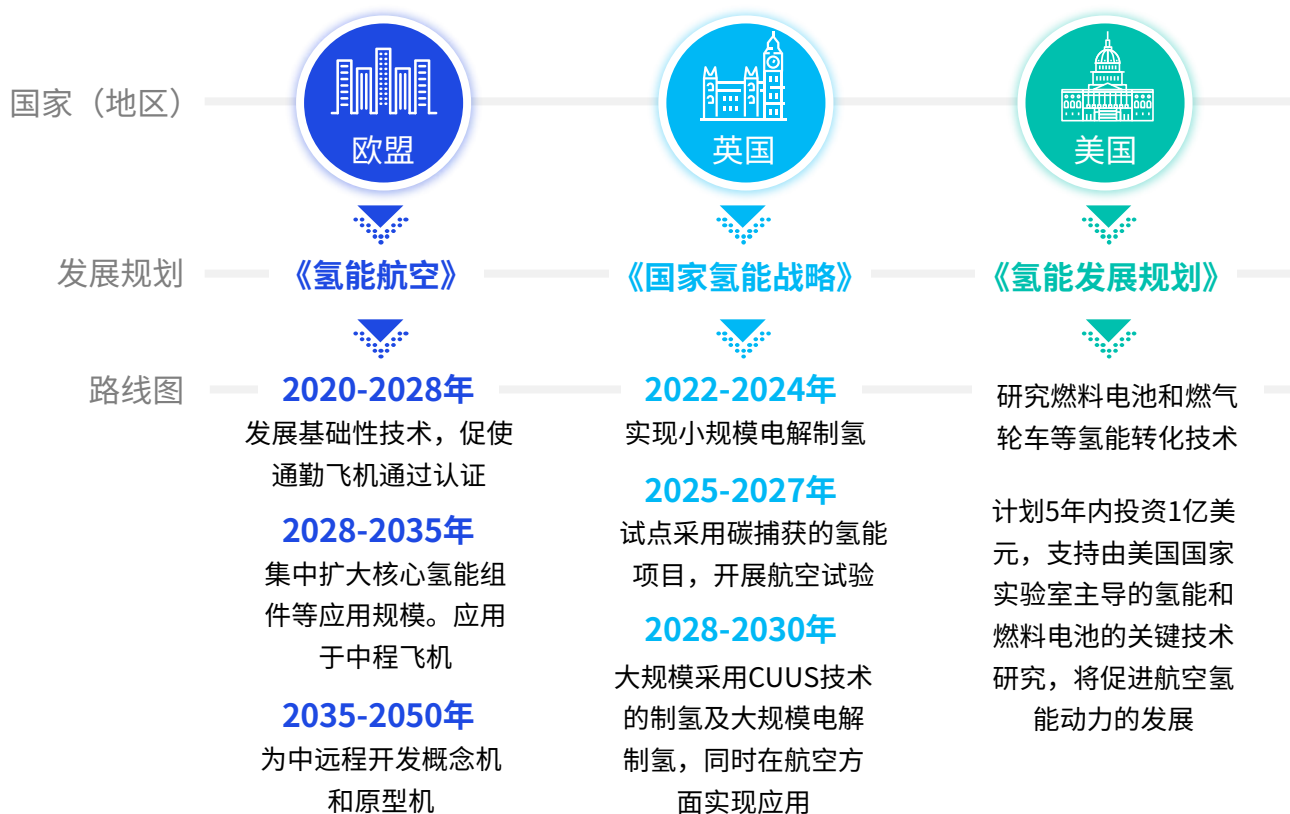 国家（地区）
欧盟
英国
美国
发展规划
《氢能航空》
《国家氢能战略》
《氢能发展规划》
路线图
2020-2028年
发展基础性技术，促使
通勤飞机通过认证
2028-2035年
集中扩大核心氢能组
件等应用规模。应用
于中程飞机
2035-2050年
为中远程开发概念机
和原型机
2022-2024年
实现小规模电解制氢
2025-2027年
试点采用碳捕获的氢能
项目，开展航空试验
2028-2030年
大规模采用CUUS技术
的制氢及大规模电解
制氢，同时在航空方
面实现应用
研究燃料电池和燃气
轮车等氢能转化技术
计划5年内投资1亿美
元，支持由美国国家
实验室主导的氢能和
燃料电池的关键技术
研究，将促进航空氢
能动力的发展